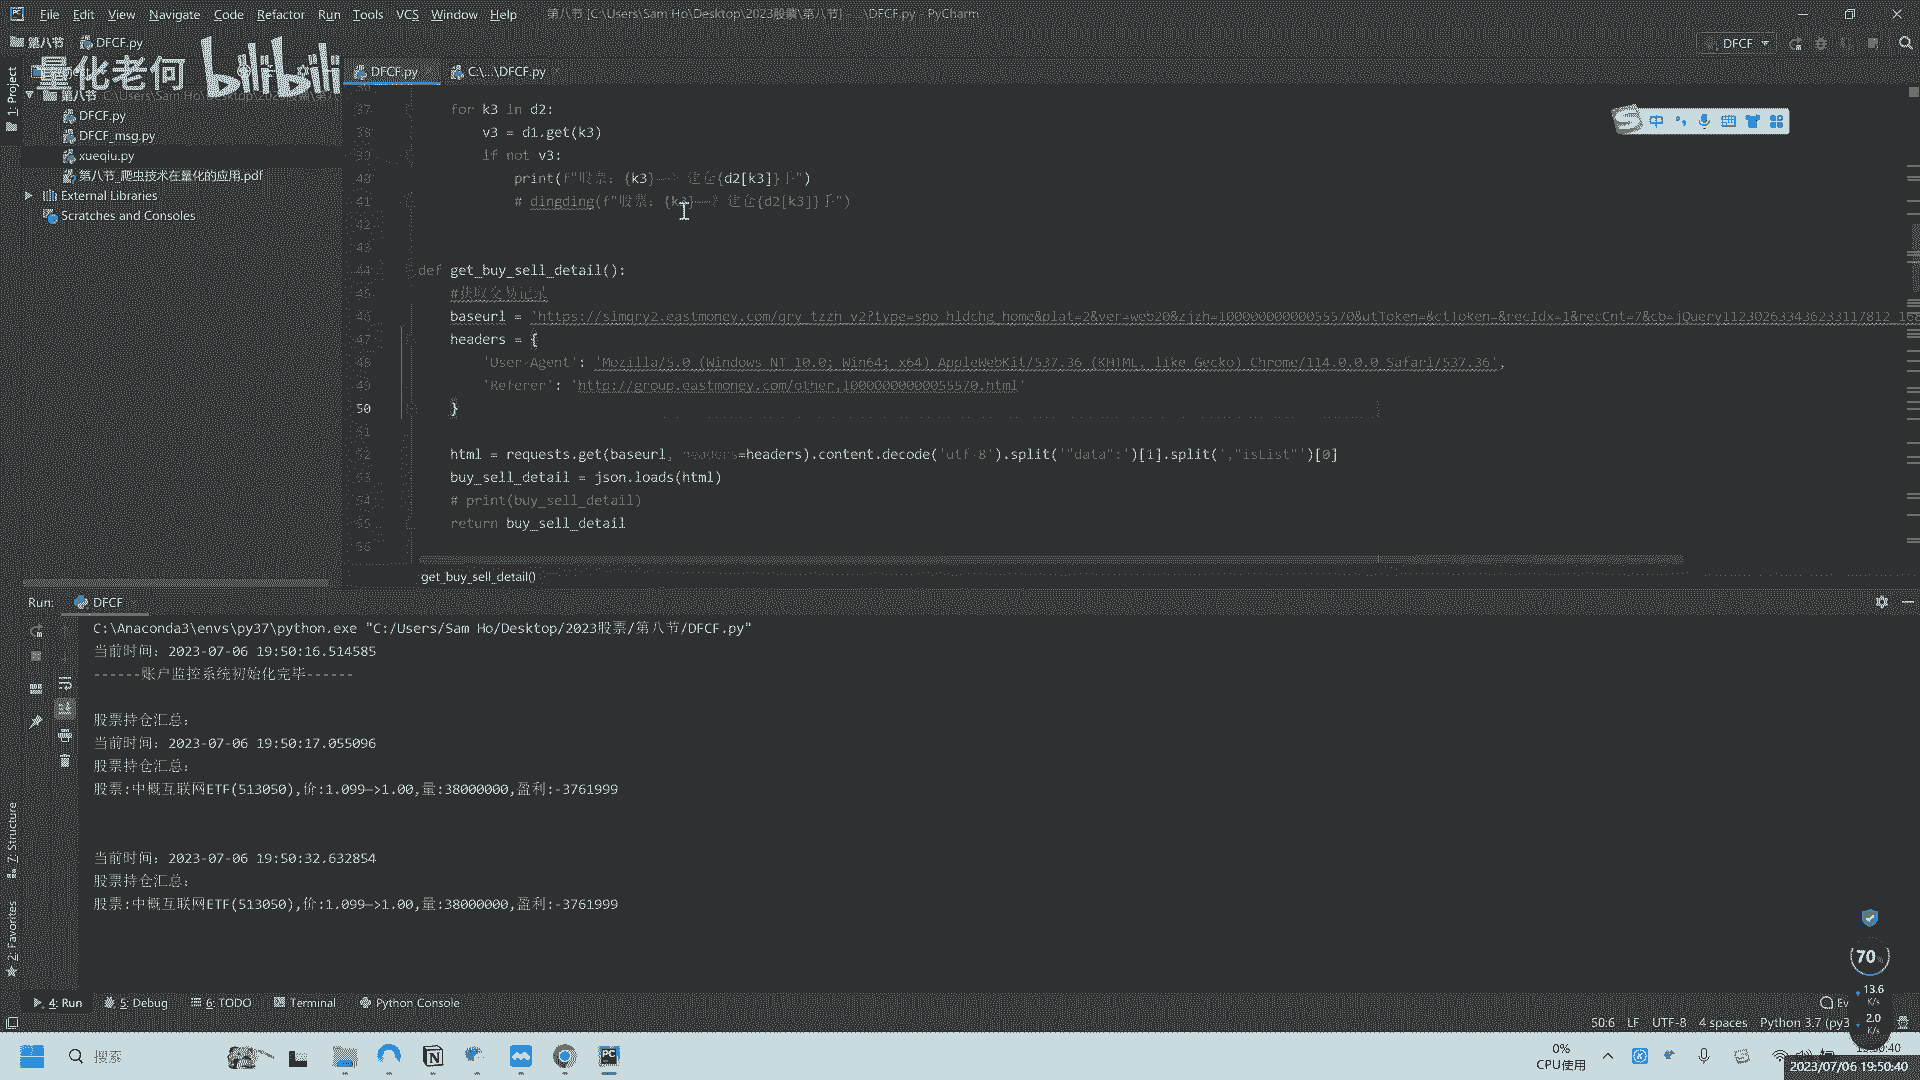 File Edit View Navigate Code Refactor Run Tools VCS Window Help 第八节 [C:\Users\Sam Ho\Desktop\2023股票\第八节] - ...\DFCF.py - PyCharm
第八节 DFCF.py
DFCF
量化老何 bilibili
DFCF.py C:\...\DFCF.py
1: Project
第八节 C:\Users\Sam Ho\Desktop\2023股票\第八
DFCF.py
DFCF_msg.py
xueqiu.py
第八节_爬虫技术在量化的应用.pdf
External Libraries
Scratches and Consoles
中
37 for k3 in d2:
38 v3 = d1.get(k3)
39 if not v3:
40 print(f"股票：{k3}——》建仓{d2[k3]}手")
41 # dingding(f"股票：{k3}——》建仓{d2[k3]}手")
42
43
44 def get_buy_sell_detail():
45 #获取交易记录
46 baseurl = 'https://simqry2.eastmoney.com/qry_tzzh_v2?type=spo_hldchg_home&plat=2&ver=web20&zjzh=10000000000055570&utToken=&ctToken=&recIdx=1&recCnt=7&cb=jQuery112302633436233117812_168
47 headers = {
48 'User-Agent': 'Mozilla/5.0 (Windows NT 10.0; Win64; x64) AppleWebKit/537.36 (KHTML, like Gecko) Chrome/114.0.0.0 Safari/537.36',
49 'Referer': 'http://group.eastmoney.com/other,10000000000055570.html'
50 }
51
52 html = requests.get(baseurl, headers=headers).content.decode('utf-8').split('"data":')[1].split(',"isList"')[0]
53 buy_sell_detail = json.loads(html)
54 # print(buy_sell_detail)
55 return buy_sell_detail
56
get_buy_sell_detail()
Run: DFCF
C:\Anaconda3\envs\py37\python.exe "C:/Users/Sam Ho/Desktop/2023股票/第八节/DFCF.py"
当前时间：2023-07-06 19:50:16.514585
------账户监控系统初始化完毕------
股票持仓汇总：
当前时间：2023-07-06 19:50:17.055096
股票持仓汇总：
股票:中概互联网ETF(513050),价:1.099—>1.00,量:38000000,盈利:-3761999
当前时间：2023-07-06 19:50:32.632854
股票持仓汇总：
股票:中概互联网ETF(513050),价:1.099—>1.00,量:38000000,盈利:-3761999
7: Structure
2: Favorites
70%
13.6 K/s
2.0 K/s
4: Run 5: Debug 6: TODO Terminal Python Console Ev
50:6 LF UTF-8 4 spaces Python 3.7 (py3
搜索
0%
CPU使用
2023/07/06 19:50:40